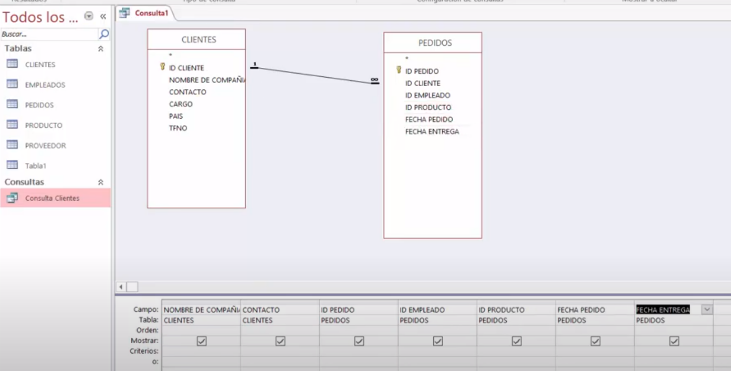 Todos los ...
Buscar...
Tablas
CLIENTES
EMPLEADOS
PEDIDOS
PRODUCTO
PROVEEDOR
Tabla1
Consultas
Consulta Clientes
Consulta1
CLIENTES
*
ID CLIENTE
NOMBRE DE COMPAÑIA
CONTACTO
CARGO
PAIS
TFNO
1
∞
PEDIDOS
*
ID PEDIDO
ID CLIENTE
ID EMPLEADO
ID PRODUCTO
FECHA PEDIDO
FECHA ENTREGA
Campo: NOMBRE DE COMPAÑIA CONTACTO ID PEDIDO ID EMPLEADO ID PRODUCTO FECHA PEDIDO FECHA ENTREGA
Tabla: CLIENTES CLIENTES PEDIDOS PEDIDOS PEDIDOS PEDIDOS PEDIDOS
Orden:
Mostrar:
Criterios:
o: